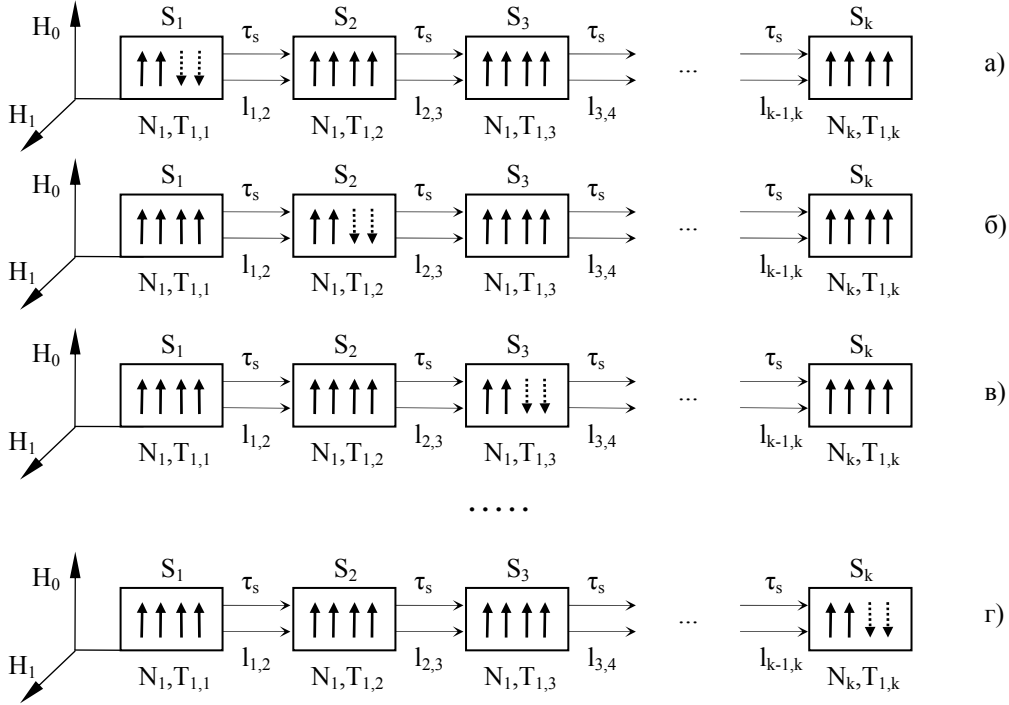 H₀ S₁ τₛ S₂ τₛ S₃ τₛ τₛ Sₖ
... а)
H₁ l₁,₂ l₂,₃ l₃,₄ lₖ₋₁,ₖ
N₁,T₁,₁ N₁,T₁,₂ N₁,T₁,₃ Nₖ,T₁,ₖ
S₁ S₂ S₃ Sₖ
H₀ τₛ τₛ τₛ τₛ
... б)
H₁ l₁,₂ l₂,₃ l₃,₄ lₖ₋₁,ₖ
N₁,T₁,₁ N₁,T₁,₂ N₁,T₁,₃ Nₖ,T₁,ₖ
S₁ S₂ S₃ Sₖ
H₀ τₛ τₛ τₛ τₛ
... в)
H₁ l₁,₂ l₂,₃ l₃,₄ lₖ₋₁,ₖ
N₁,T₁,₁ N₁,T₁,₂ N₁,T₁,₃ Nₖ,T₁,ₖ
.....
S₁ S₂ S₃ Sₖ
H₀ τₛ τₛ τₛ τₛ
... г)
H₁ l₁,₂ l₂,₃ l₃,₄ lₖ₋₁,ₖ
N₁,T₁,₁ N₁,T₁,₂ N₁,T₁,₃ Nₖ,T₁,ₖ